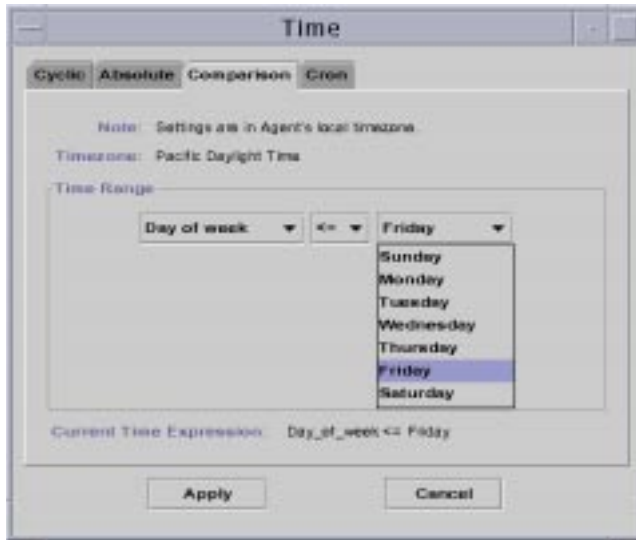 Time
Cyclic Absolute Comparison Cron
Note: Settings are in Agent's local timezone.
Timezone: Pacific Daylight Time
Time Range
Day of week <= Friday
Sunday
Monday
Tuesday
Wednesday
Thursday
Friday
Saturday
Current Time Expression: Day_of_week <= Friday
Apply Cancel